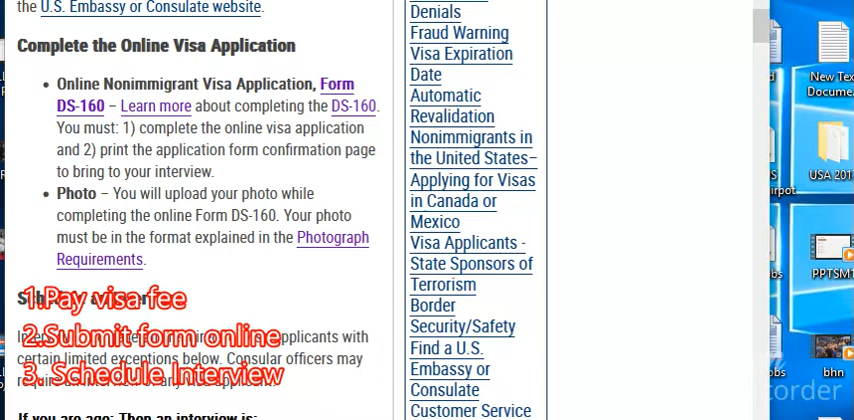 the U.S. Embassy or Consulate website.
Complete the Online Visa Application
Online Nonimmigrant Visa Application, Form
DS-160 – Learn more about completing the DS-160.
You must: 1) complete the online visa application
and 2) print the application form confirmation page
to bring to your interview.
Photo – You will upload your photo while
completing the online Form DS-160. Your photo
must be in the format explained in the Photograph
Requirements.
1.Pay visa fee
2.Submit form online
3. Schedule Interview
applicants with
certain limited exceptions below. Consular officers may
If you are age: Then an interview is:
Denials
Fraud Warning
Visa Expiration
Date
Automatic
Revalidation
Nonimmigrants in
the United States–
Applying for Visas
in Canada or
Mexico
Visa Applicants -
State Sponsors of
Terrorism
Border
Security/Safety
Find a U.S.
Embassy or
Consulate
Customer Service
New Tex
Docume
USA 201
PPTSM
bhn